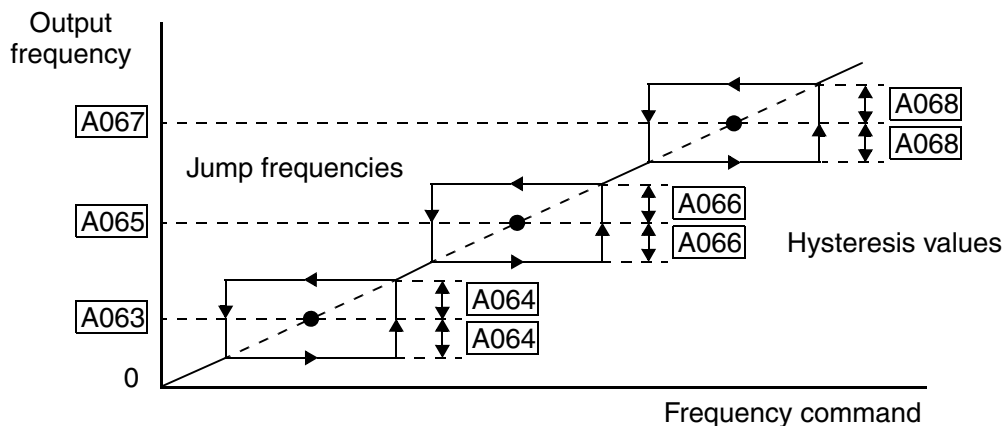 Output
frequency
A067
A068
A068
Jump frequencies
A065
A066
A066
Hysteresis values
A063
A064
A064
0
Frequency command